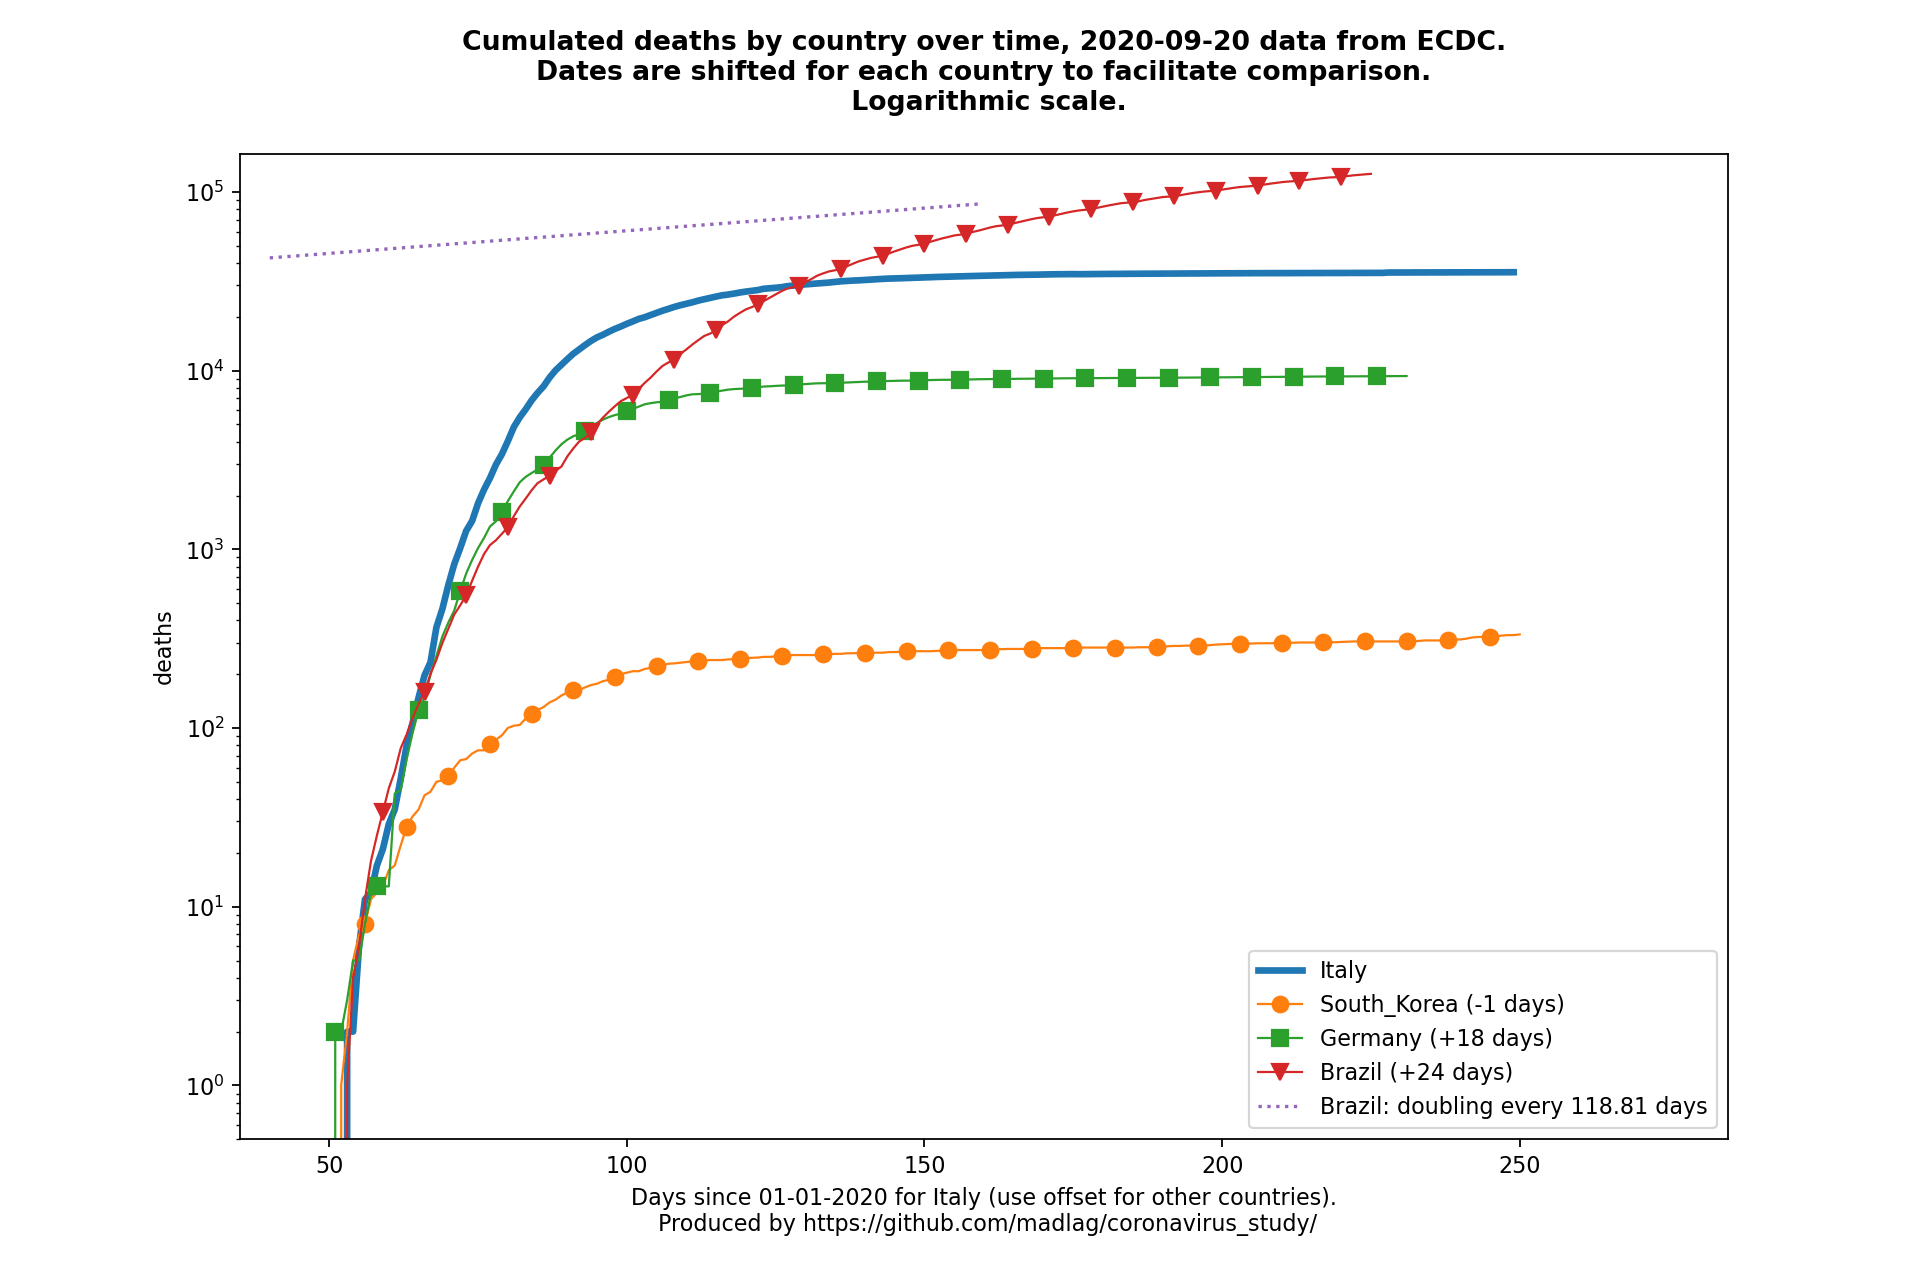 Cumulated deaths by country over time, 2020-09-20 data from ECDC.
Dates are shifted for each country to facilitate comparison.
Logarithmic scale.
10^5
10^4
10^3
10^2
10^1
10^0
deaths
Italy
South_Korea (-1 days)
Germany (+18 days)
Brazil (+24 days)
Brazil: doubling every 118.81 days
50 100 150 200 250
Days since 01-01-2020 for Italy (use offset for other countries).
Produced by https://github.com/madlag/coronavirus_study/